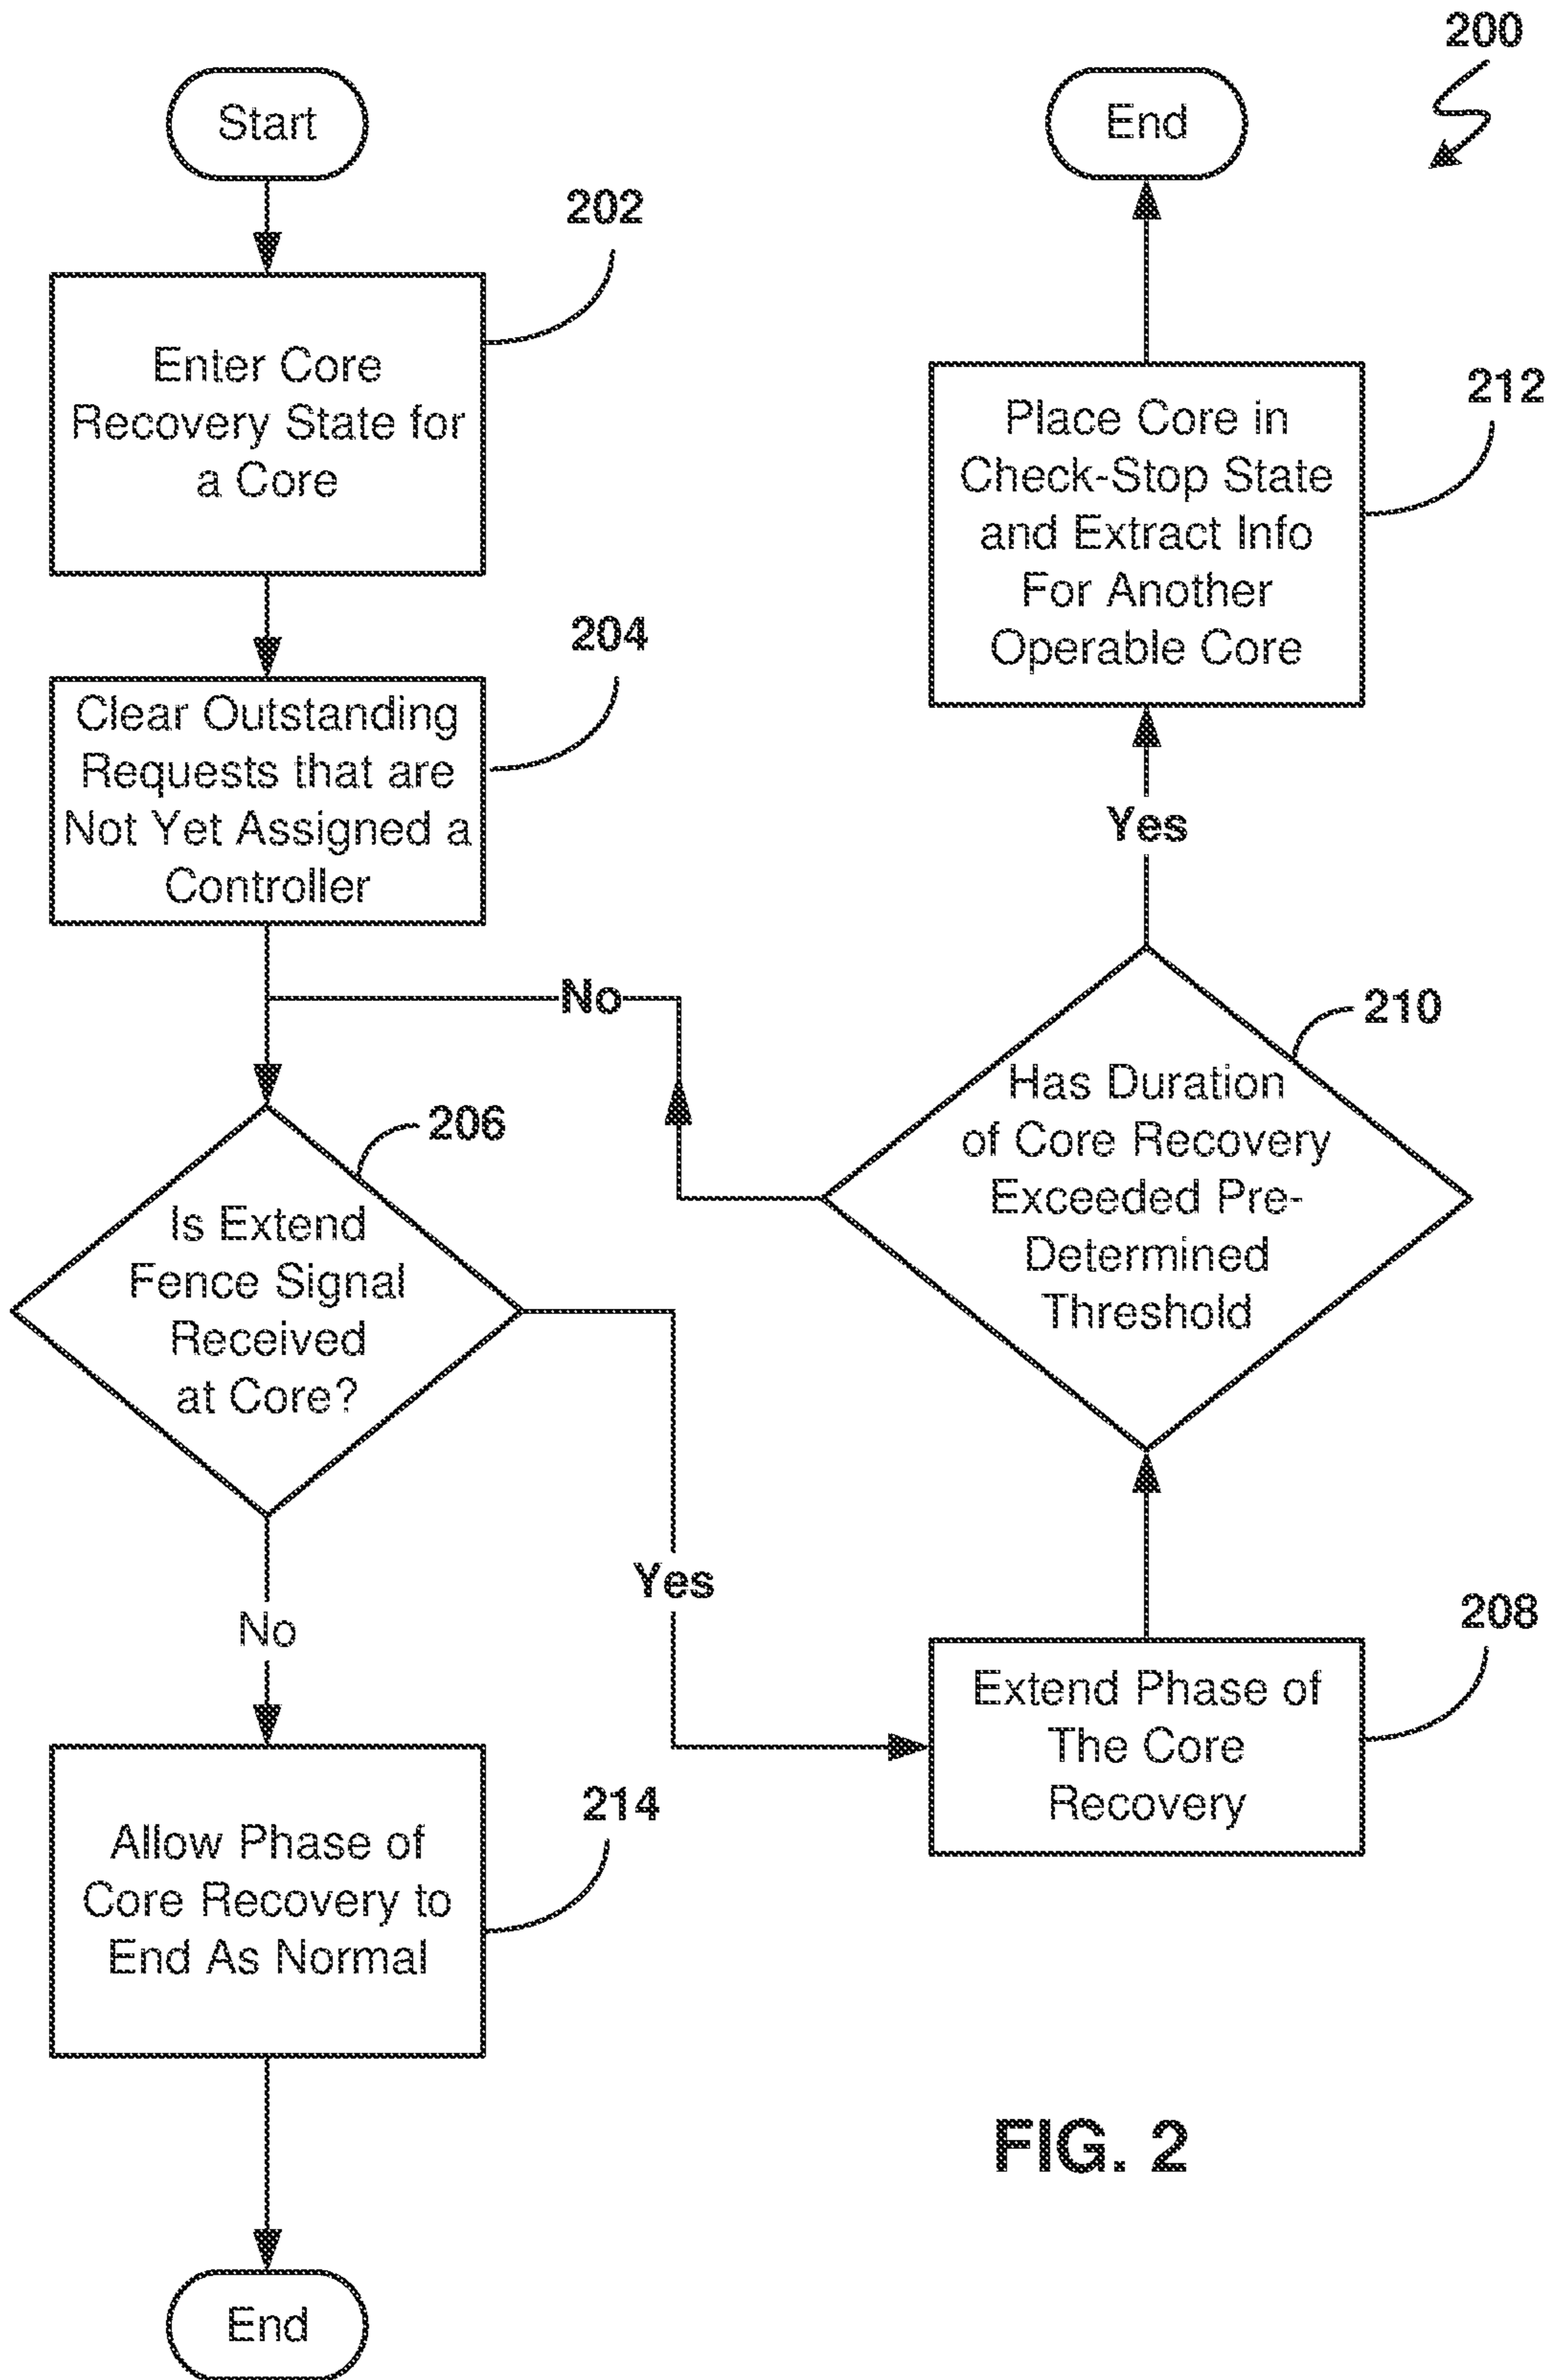 200
Start
End
202
Enter Core
Recovery State for
a Core
212
Place Core in
Check-Stop State
and Extract Info
For Another
Operable Core
204
Clear Outstanding
Requests that are
Not Yet Assigned a
Controller
Yes
No
210
Has Duration
of Core Recovery
Exceeded Pre-
Determined
Threshold
206
Is Extend
Fence Signal
Received
at Core?
Yes
No
208
Extend Phase of
The Core
Recovery
214
Allow Phase of
Core Recovery to
End As Normal
FIG. 2
End